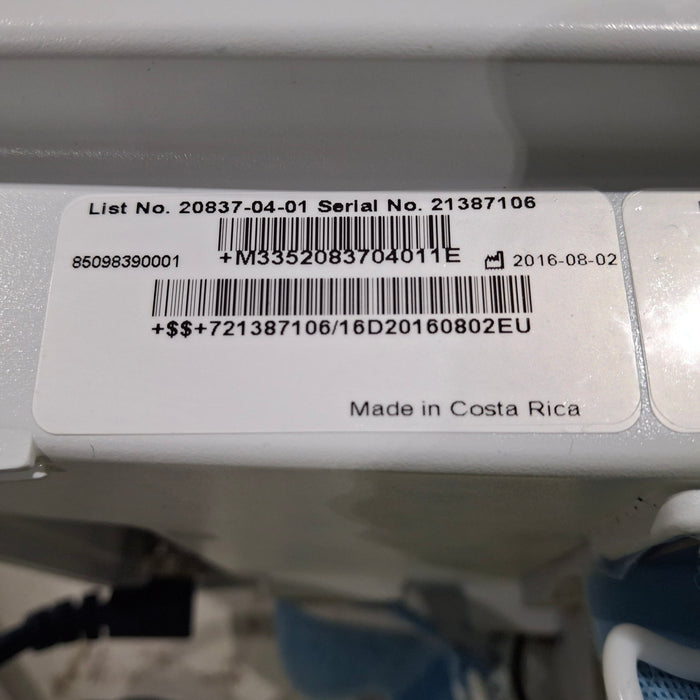 List No. 20837-04-01 Serial No. 21387106
+M3352083704011E
85098390001
2016-08-02
+$$+721387106/16D20160802EU
Made in Costa Rica